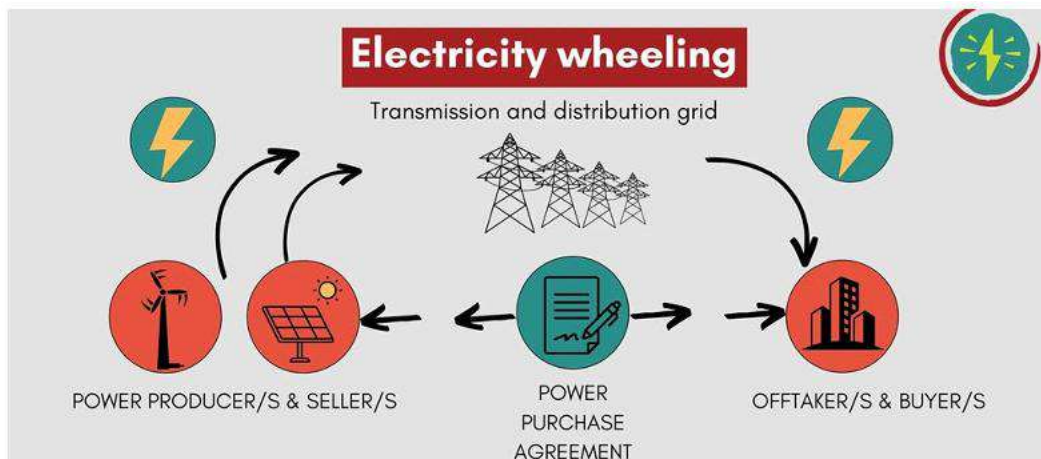 Electricity wheeling
Transmission and distribution grid
POWER PRODUCER/S & SELLER/S
POWER
PURCHASE
AGREEMENT
OFFTAKER/S & BUYER/S